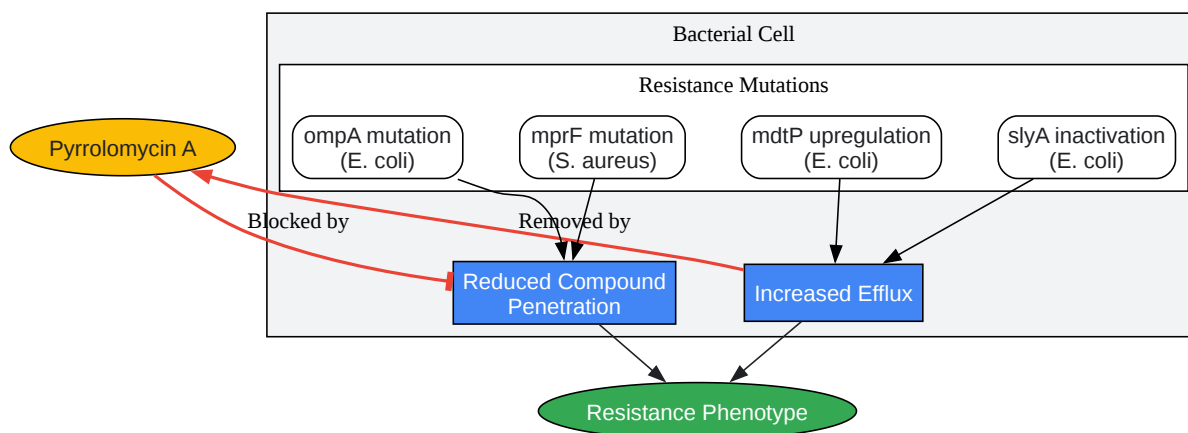 Bacterial Cell
Resistance Mutations
ompA mutation
(E. coli)
mprF mutation
(S. aureus)
mdtP upregulation
(E. coli)
slyA inactivation
(E. coli)
Pyrrolomycin A
Blocked by
Removed by
Reduced Compound
Penetration
Increased Efflux
Resistance Phenotype